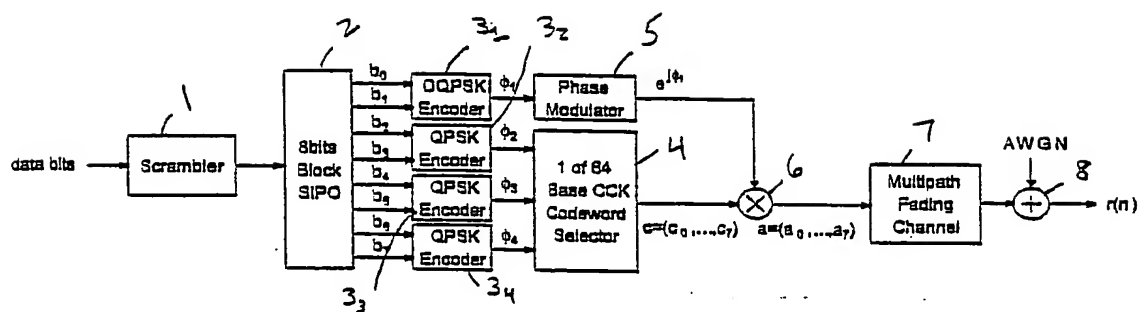 2
3₁
3₂
5
1
data bits
Scrambler
8bits
Block
SIPO
b₀
b₁
b₂
b₃
b₄
b₅
b₆
b₇
DQPSK
Encoder
QPSK
Encoder
QPSK
Encoder
QPSK
Encoder
ϕ₁
ϕ₂
ϕ₃
ϕ₄
Phase
Modulator
e^jϕ₁
1 of 64
Base CCK
Codeword
Selector
4
c=(c₀,...,c₇)
6
a=(a₀,...,a₇)
7
Multipath
Fading
Channel
AWGN
8
r(n)
3₃
3₄